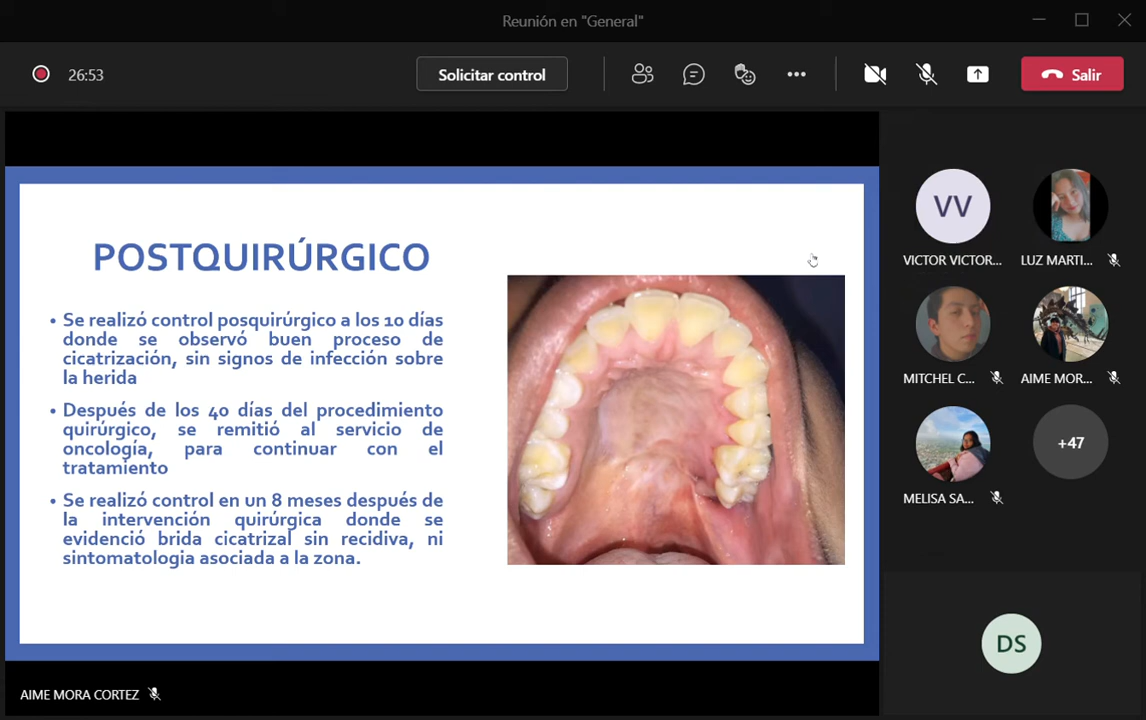 Reunión en "General"
26:53
Solicitar control
Salir
POSTQUIRÚRGICO
• Se realizó control posquirúrgico a los 10 días
donde se observó buen proceso de
cicatrización, sin signos de infección sobre
la herida
• Después de los 40 días del procedimiento
quirúrgico, se remitió al servicio de
oncología, para continuar con el
tratamiento
• Se realizó control en un 8 meses después de
la intervención quirúrgica donde se
evidenció brida cicatrizal sin recidiva, ni
sintomatologia asociada a la zona.
VV
VICTOR VICTOR...
LUZ MARTI...
MITCHEL C...
AIME MOR...
MELISA SA...
+47
DS
AIME MORA CORTEZ